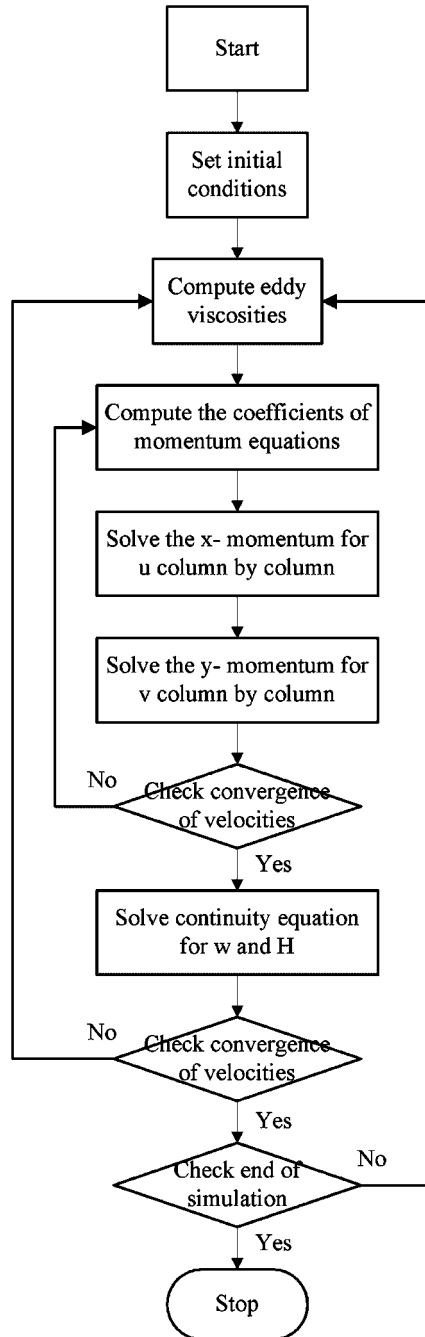 Start
Set initial
conditions
Compute eddy
viscosities
Compute the coefficients of
momentum equations
Solve the x- momentum for
u column by column
Solve the y- momentum for
v column by column
No
Check convergence
of velocities
Yes
Solve continuity equation
for w and H
No
Check convergence
of velocities
Yes
Check end of
simulation
No
Yes
Stop